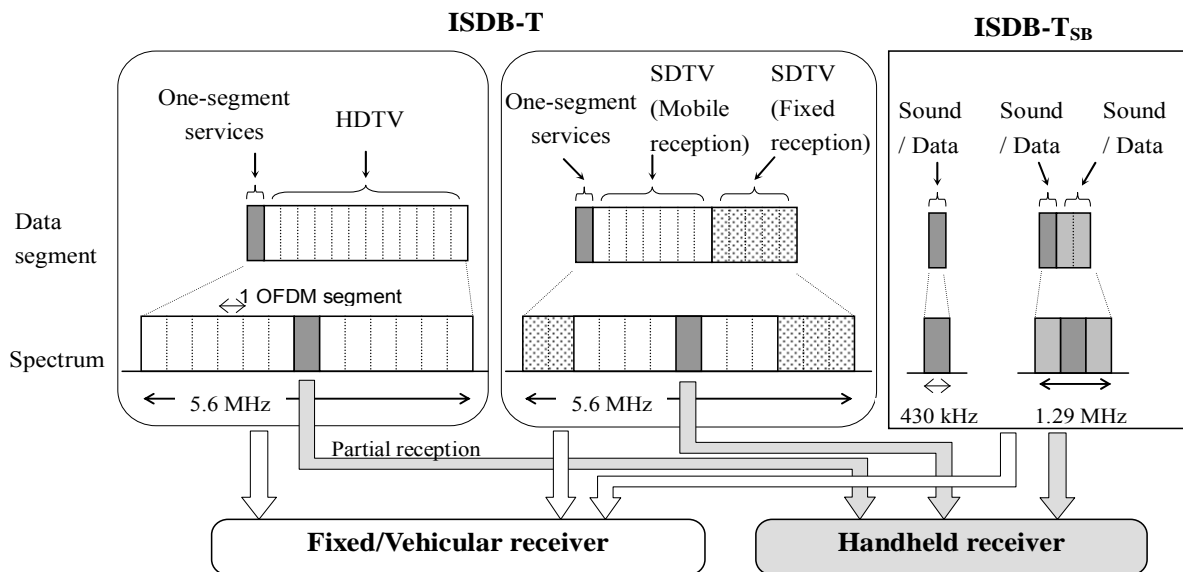 ISDB-T
ISDB-TSB
One-segment
services
HDTV
One-segment
services
SDTV
(Mobile
reception)
SDTV
(Fixed
reception)
Sound
/ Data
Sound
/ Data
Sound
/ Data
Data
segment
1 OFDM segment
Spectrum
5.6 MHz
5.6 MHz
430 kHz
1.29 MHz
Partial reception
Fixed/Vehicular receiver
Handheld receiver